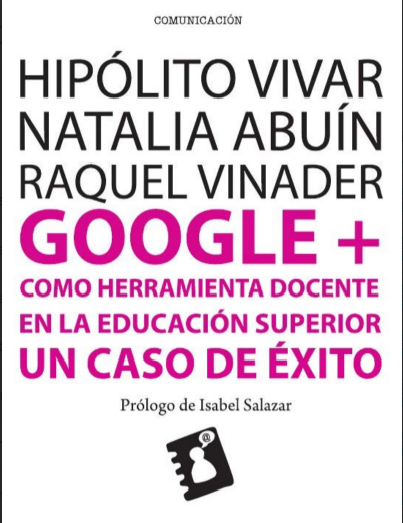 COMUNICACIÓN
HIPÓLITO VIVAR
NATALIA ABUÍN
RAQUEL VINADER
GOOGLE +
COMO HERRAMIENTA DOCENTE
EN LA EDUCACIÓN SUPERIOR
UN CASO DE ÉXITO
Prólogo de Isabel Salazar
@